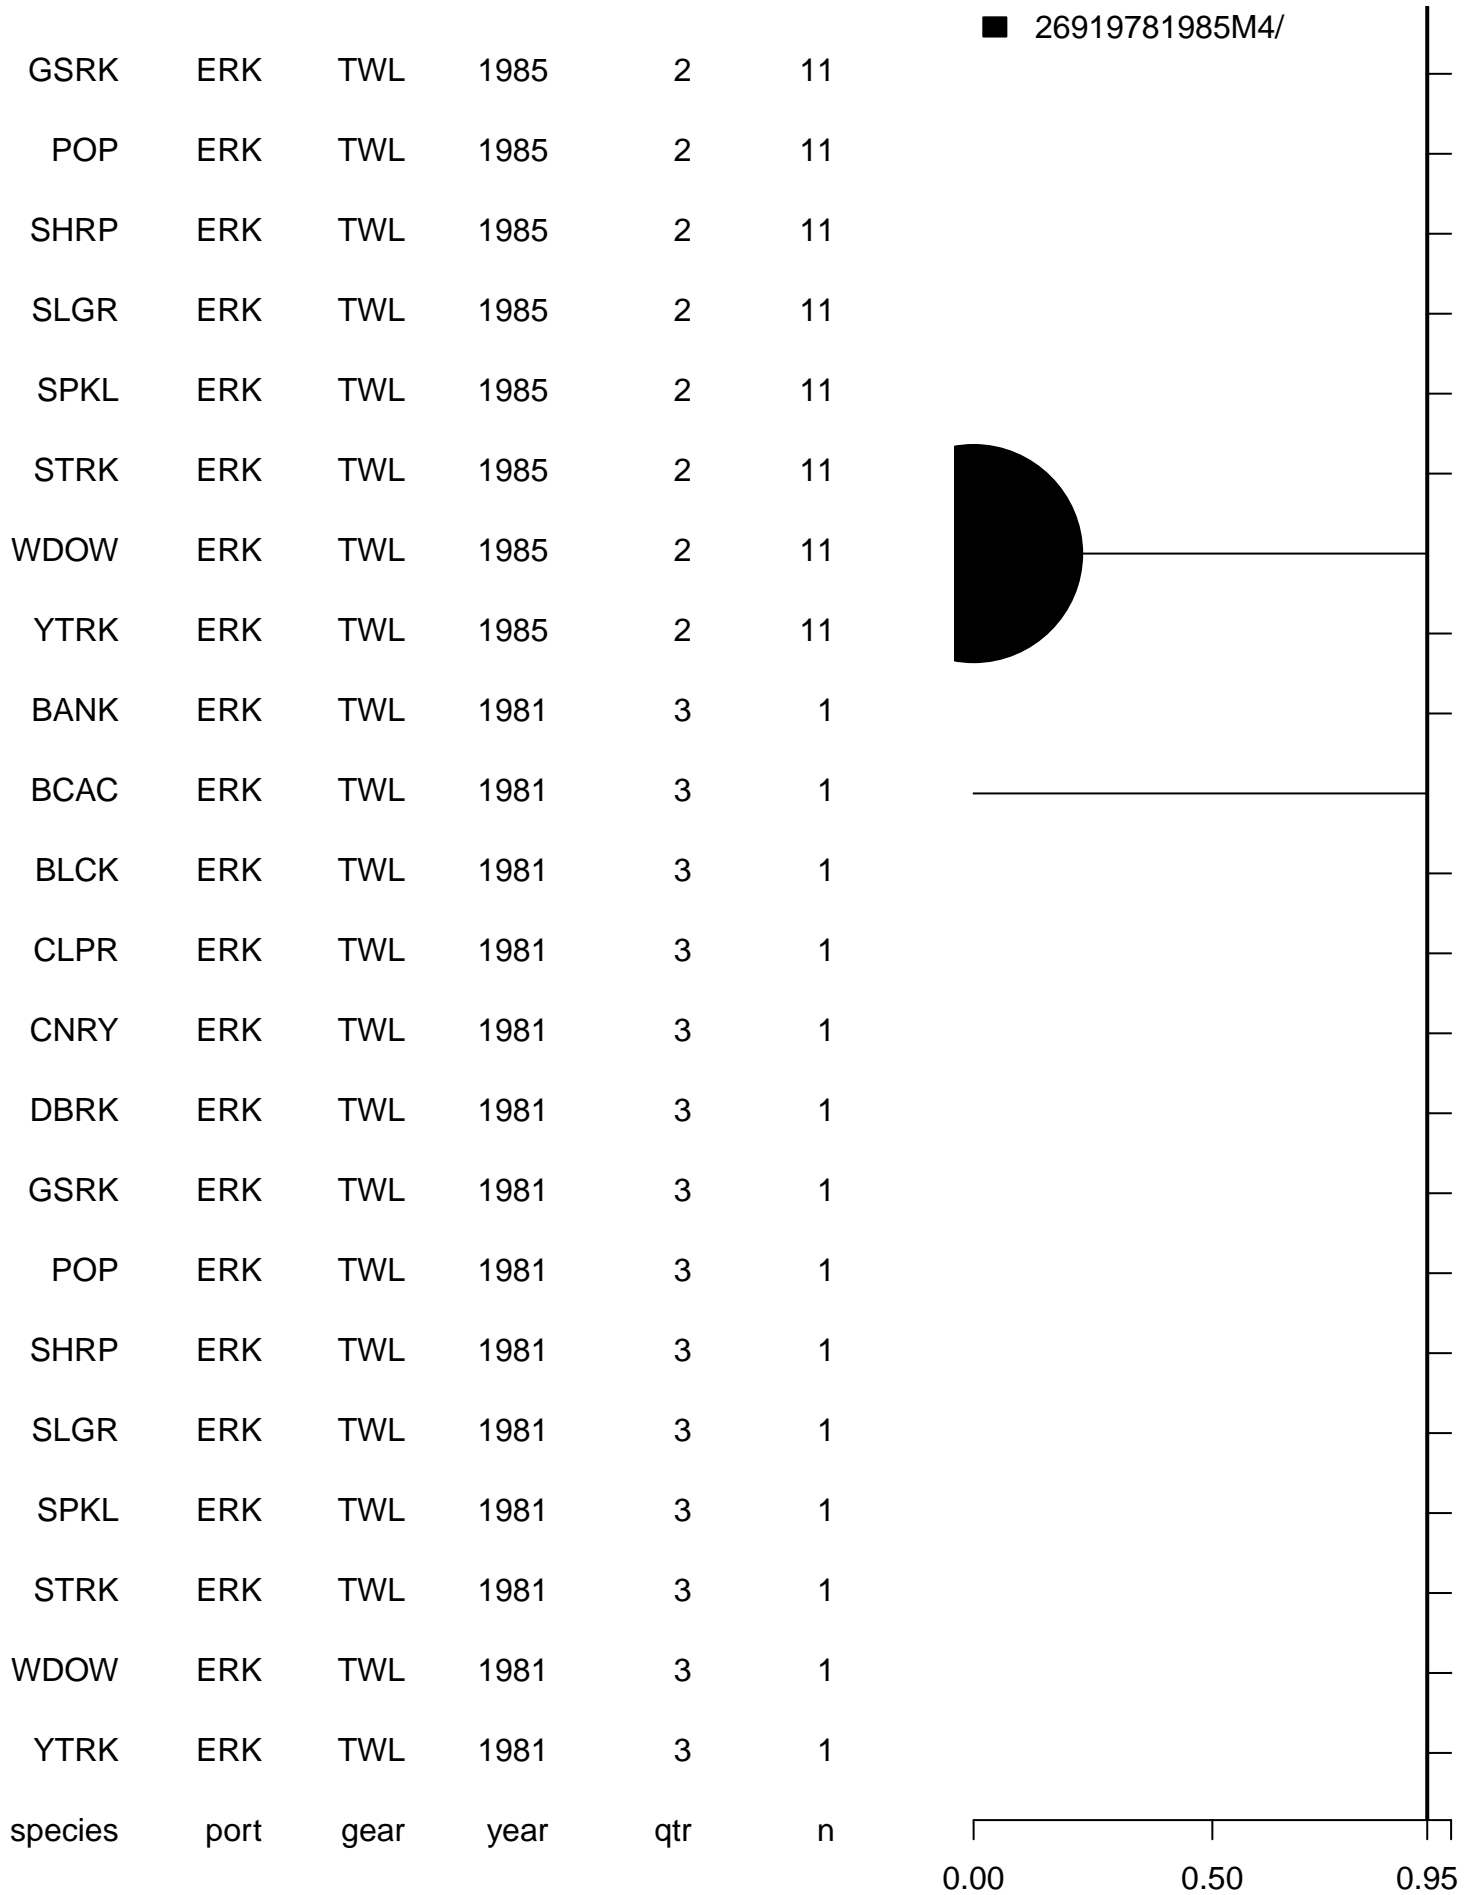 26919781985M4/
GSRK ERK TWL 1985 2 11
POP ERK TWL 1985 2 11
SHRP ERK TWL 1985 2 11
SLGR ERK TWL 1985 2 11
SPKL ERK TWL 1985 2 11
STRK ERK TWL 1985 2 11
WDOW ERK TWL 1985 2 11
YTRK ERK TWL 1985 2 11
BANK ERK TWL 1981 3 1
BCAC ERK TWL 1981 3 1
BLCK ERK TWL 1981 3 1
CLPR ERK TWL 1981 3 1
CNRY ERK TWL 1981 3 1
DBRK ERK TWL 1981 3 1
GSRK ERK TWL 1981 3 1
POP ERK TWL 1981 3 1
SHRP ERK TWL 1981 3 1
SLGR ERK TWL 1981 3 1
SPKL ERK TWL 1981 3 1
STRK ERK TWL 1981 3 1
WDOW ERK TWL 1981 3 1
YTRK ERK TWL 1981 3 1
species port gear year qtr n
0.00 0.50 0.95